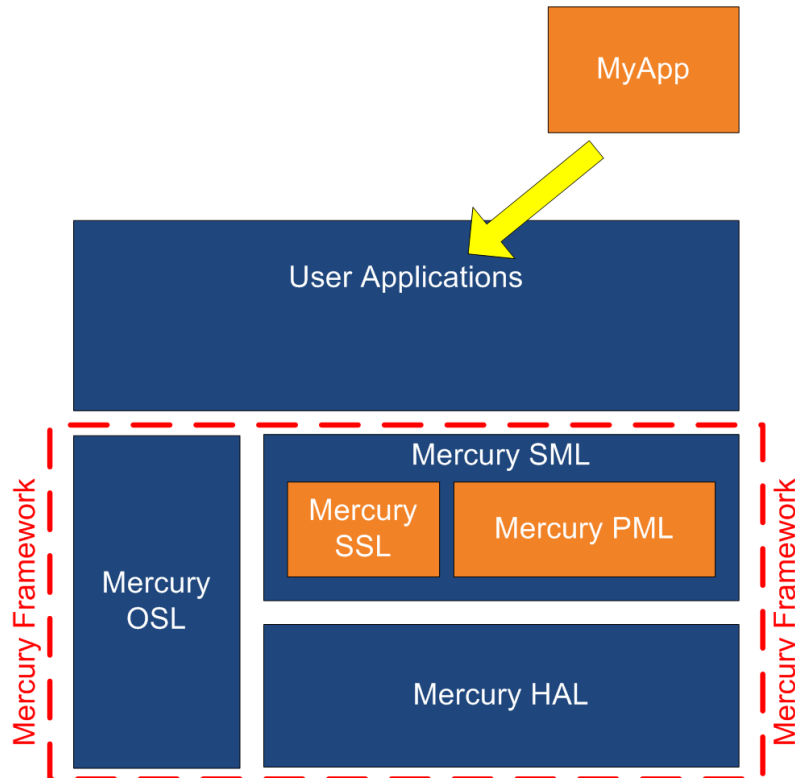 MyApp
User Applications
Mercury Framework
Mercury
OSL
Mercury SML
Mercury
SSL
Mercury PML
Mercury HAL
Mercury Framework